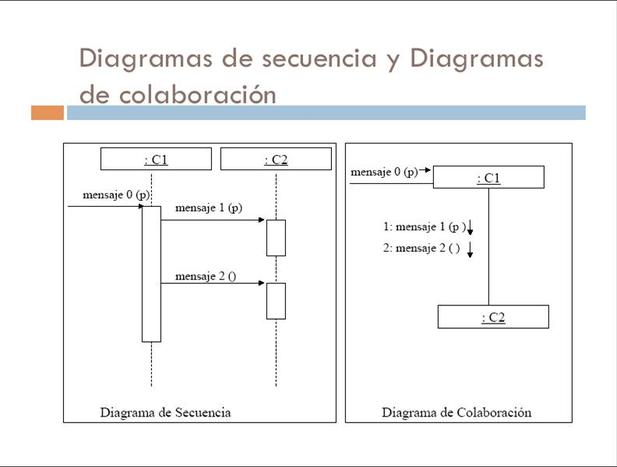 Diagramas de secuencia y Diagramas
de colaboración
: C1
: C2
mensaje 0 (p)
mensaje 1 (p)
mensaje 2 ()
Diagrama de Secuencia
mensaje 0 (p)
: C1
1: mensaje 1 (p )
2: mensaje 2 ( )
: C2
Diagrama de Colaboración